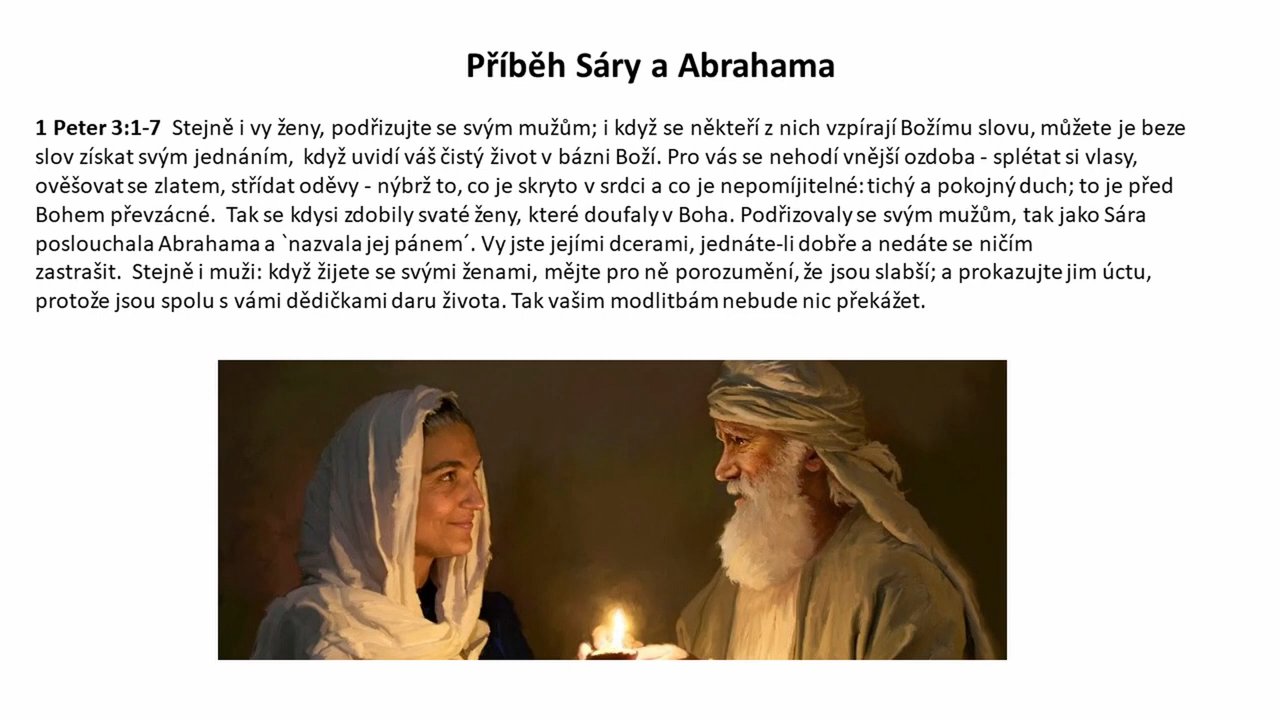 Příběh Sáry a Abrahama
1 Peter 3:1-7 Stejně i vy ženy, podřizujte se svým mužům; i když se někteří z nich vzpírají Božímu slovu, můžete je beze
slov získat svým jednáním, když uvidí váš čistý život v bázni Boží. Pro vás se nehodí vnější ozdoba - splétat si vlasy,
ověšovat se zlatem, střídat oděvy - nýbrž to, co je skryto v srdci a co je nepomíjitelné: tichý a pokojný duch; to je před
Bohem převzácné. Tak se kdysi zdobily svaté ženy, které doufaly v Boha. Podřizovaly se svým mužům, tak jako Sára
poslouchala Abrahama a `nazvala jej pánem´. Vy jste jejími dcerami, jednáte-li dobře a nedáte se ničím
zastrašit. Stejně i muži: když žijete se svými ženami, mějte pro ně porozumění, že jsou slabší; a prokazujte jim úctu,
protože jsou spolu s vámi dědičkami daru života. Tak vašim modlitbám nebude nic překážet.